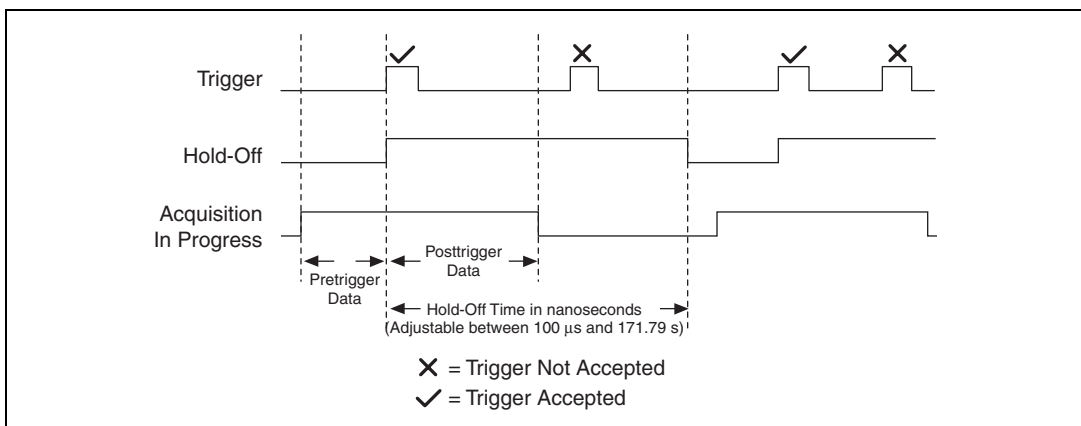 Trigger
Hold-Off
Acquisition
In Progress
Pretrigger
Data
Posttrigger
Data
Hold-Off Time in nanoseconds
(Adjustable between 100 μs and 171.79 s)
= Trigger Not Accepted
= Trigger Accepted